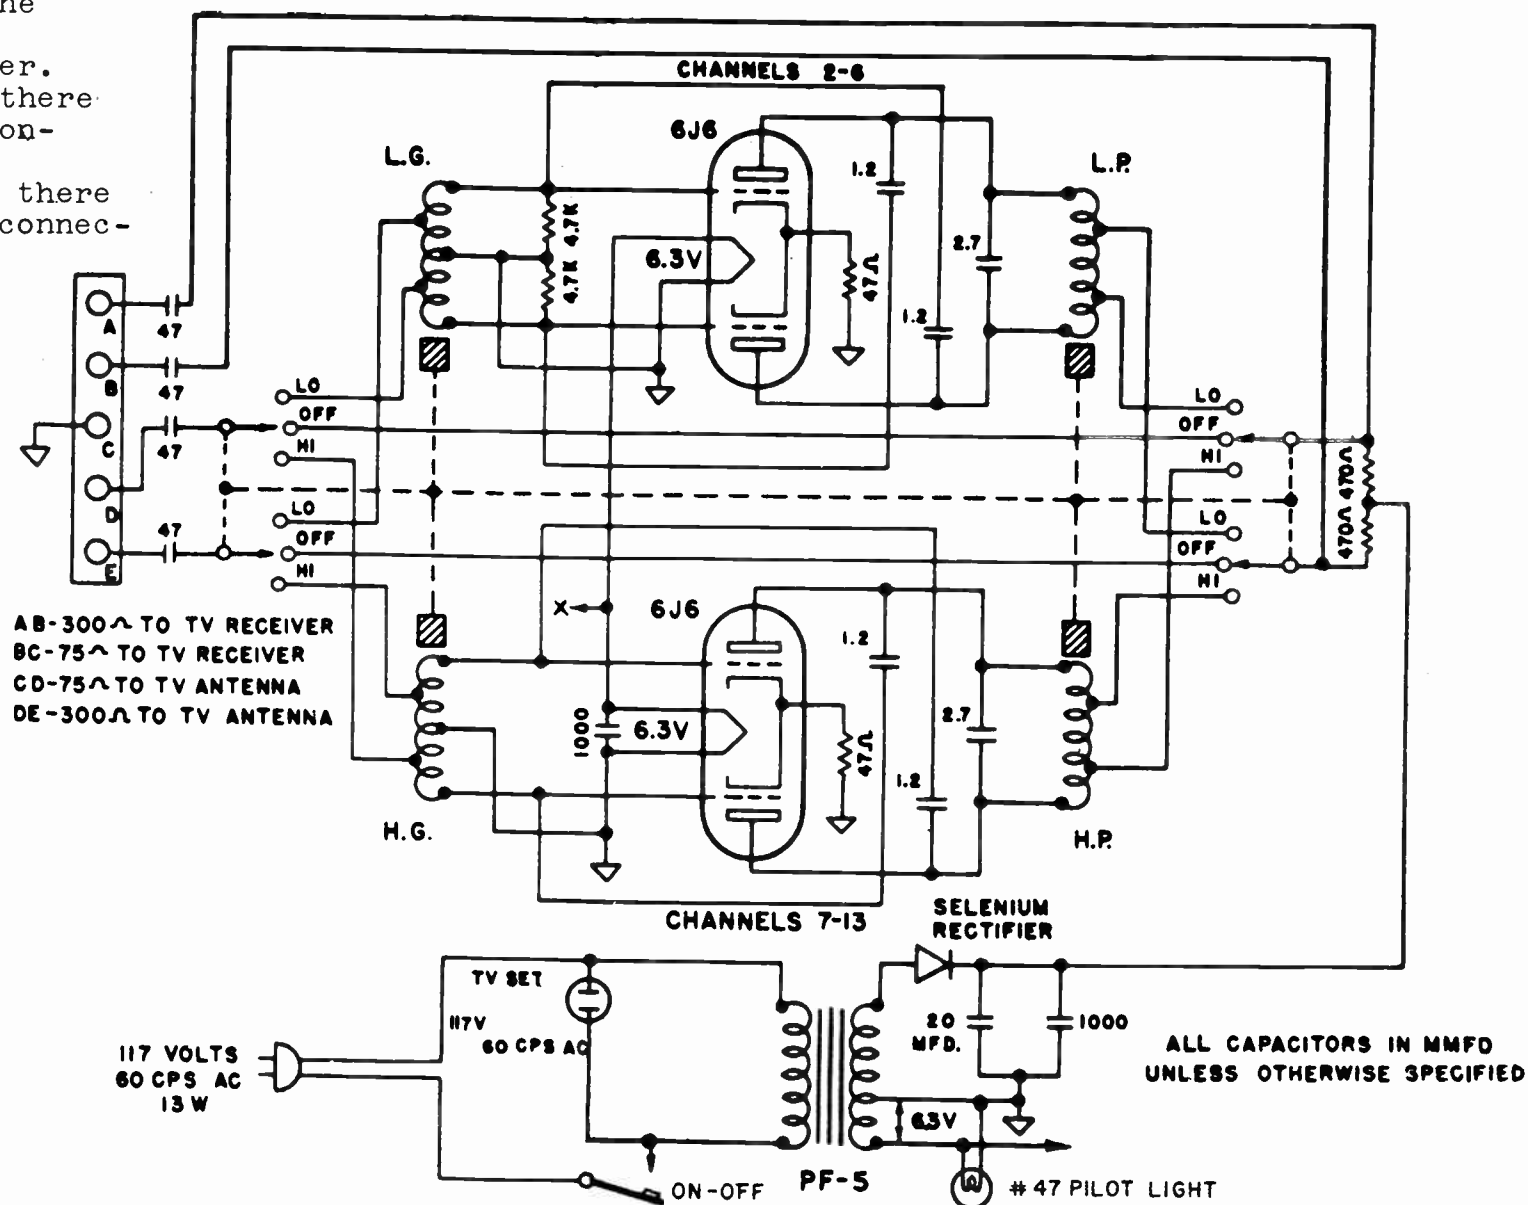 he
er.
there
on-
there
connec-
CHANNELS 2-6
6J6
L.G.
L.P.
1.2
4.7K
4.7K
6.3V
47Ω
2.7
1.2
A
47
B
47
C
47
D
47
E
LO
OFF
HI
LO
OFF
HI
LO
OFF
HI
LO
OFF
HI
470Ω
470Ω
X
6J6
AB-300Ω TO TV RECEIVER
BC-75Ω TO TV RECEIVER
CD-75Ω TO TV ANTENNA
DE-300Ω TO TV ANTENNA
1.2
1000
6.3V
47Ω
2.7
1.2
H.G.
H.P.
CHANNELS 7-13
SELENIUM
RECTIFIER
TV SET
117V
60 CPS AC
20
MFD.
1000
117 VOLTS
60 CPS AC
13W
ALL CAPACITORS IN MMFD
UNLESS OTHERWISE SPECIFIED
6.3V
PF-5
ON-OFF
#47 PILOT LIGHT